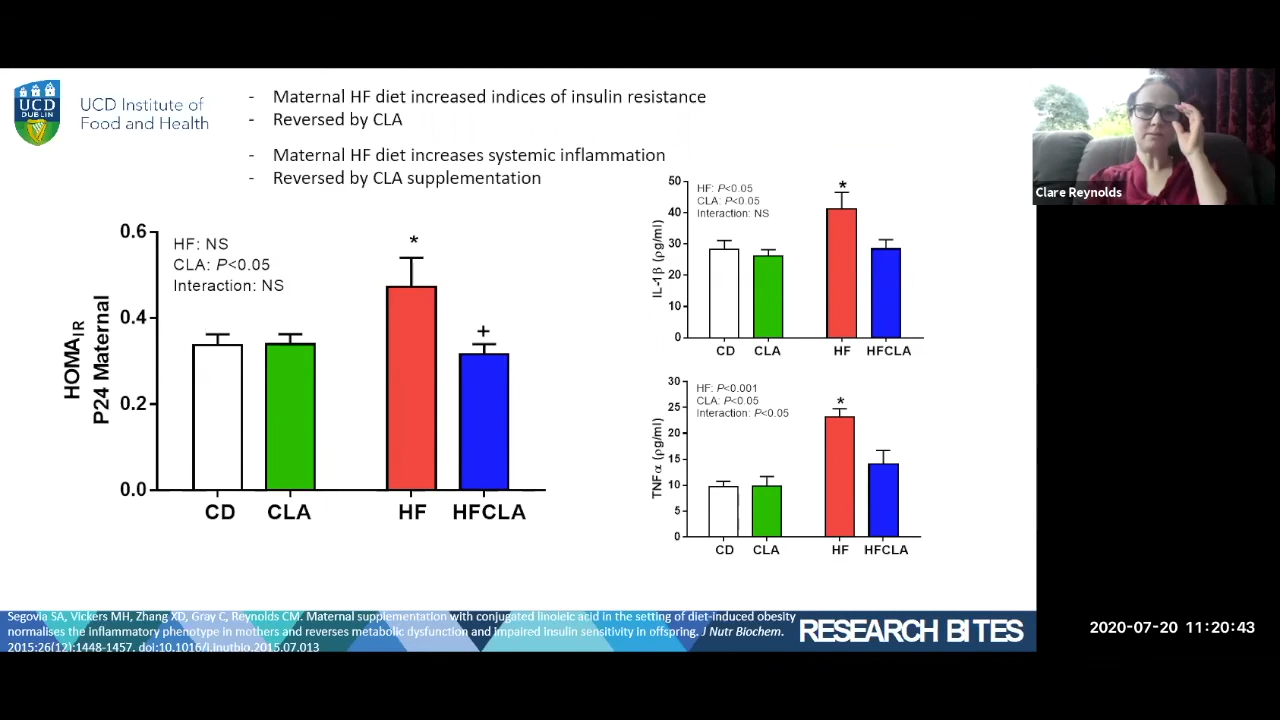 UCD
DUBLIN
UCD Institute of
Food and Health
- Maternal HF diet increased indices of insulin resistance
- Reversed by CLA
- Maternal HF diet increases systemic inflammation
- Reversed by CLA supplementation
Clare Reynolds
0.6
0.4
0.2
0.0
HOMA_IR
P24 Maternal
HF: NS
CLA: P<0.05
Interaction: NS
*
+
CD CLA HF HFCLA
50
40
30
20
10
0
IL-1β (ρg/ml)
HF: P<0.05
CLA: P<0.05
Interaction: NS
*
CD CLA HF HFCLA
30
25
20
15
10
5
0
TNFα (ρg/ml)
HF: P<0.001
CLA: P<0.05
Interaction: P<0.05
*
CD CLA HF HFCLA
Segovia SA, Vickers MH, Zhang XD, Gray C, Reynolds CM. Maternal supplementation with conjugated linoleic acid in the setting of diet-induced obesity
normalises the inflammatory phenotype in mothers and reverses metabolic dysfunction and impaired insulin sensitivity in offspring. J Nutr Biochem.
2015;26(12):1448-1457. doi:10.1016/j.jnutbio.2015.07.013
RESEARCH BITES
2020-07-20 11:20:43